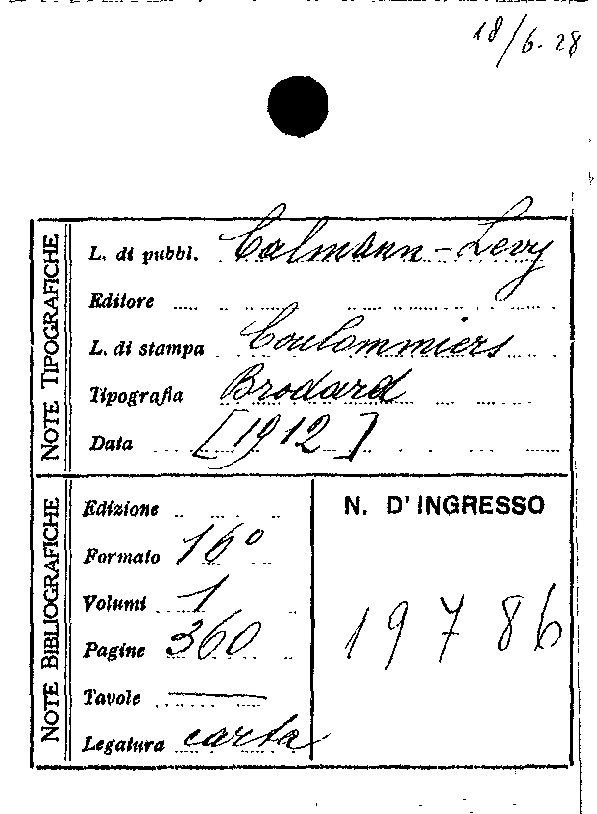 18/6.28
NOTE TIPOGRAFICHE
L. di pubbl. Calmann-Levy
Editore
L. di stampa Coulommiers
Tipografia Brodard
Data [1912]
NOTE BIBLIOGRAFICHE
Edizione
Formato 16º
Volumi 1
Pagine 360
Tavole
Legatura carta
N. D'INGRESSO
19786